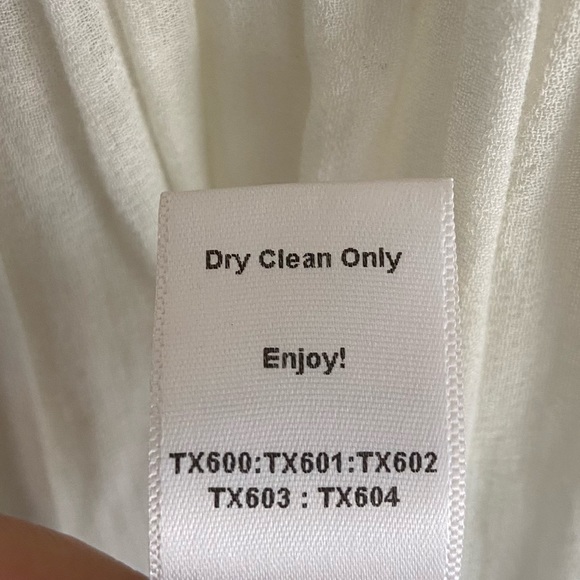 Dry Clean Only
Enjoy!
TX600:TX601:TX602
TX603 : TX604